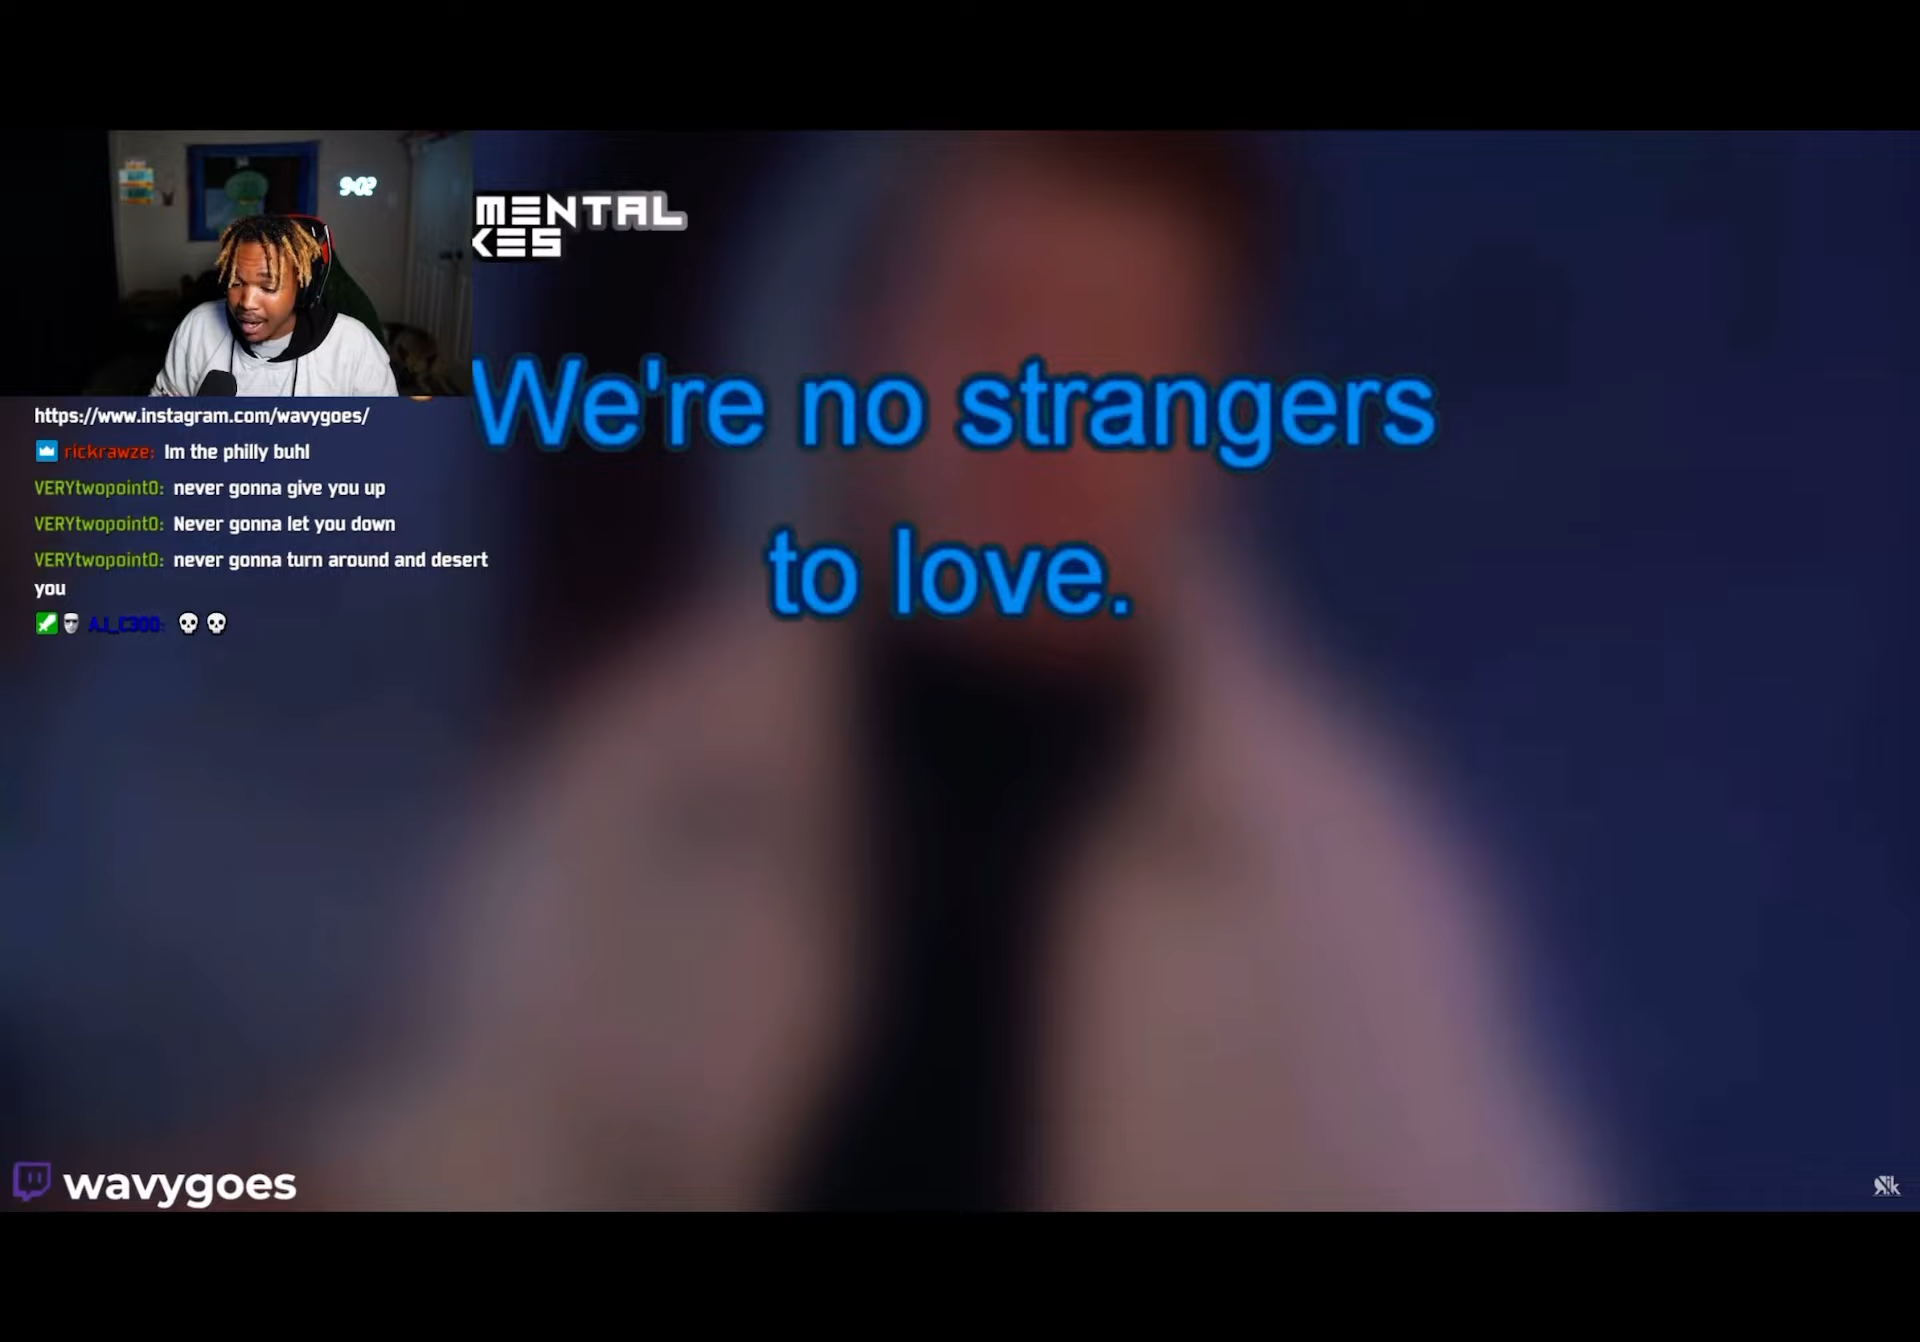 902
MENTAL
KES
We're no strangers
to love.
https://www.instagram.com/wavygoes/
rickrawze: Im the philly buhl
VERYtwopoint0: never gonna give you up
VERYtwopoint0: Never gonna let you down
VERYtwopoint0: never gonna turn around and desert
you
A.I._C300: 💀 💀
wavygoes